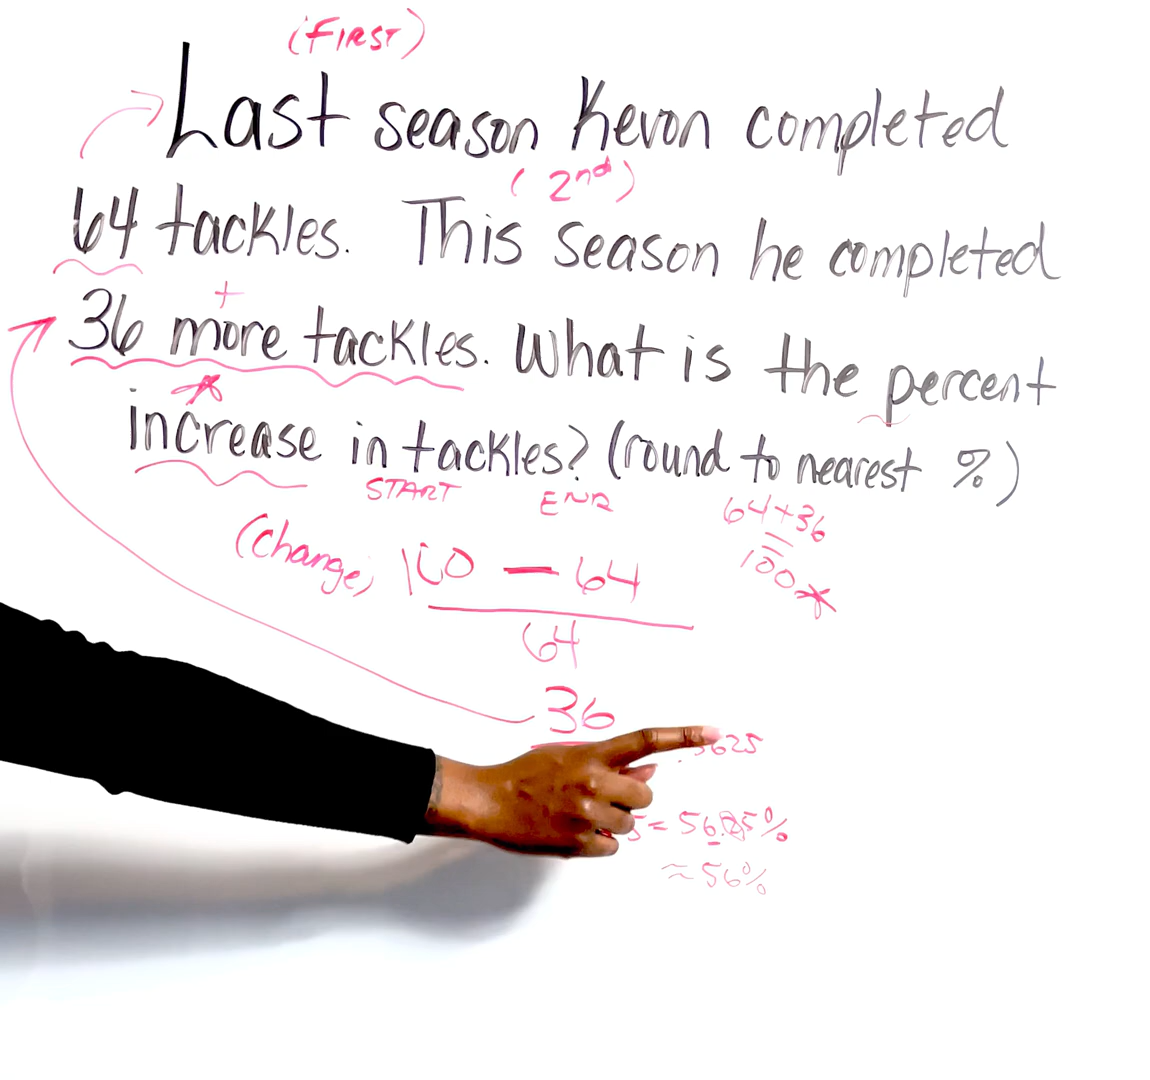 (FIRST)
Last season Kevon completed
(2nd)
64 tackles. This season he completed
+
36 more tackles. What is the percent
increase in tackles? (round to nearest %)
START END
64+36
(Change) 100 — 64
100
64
36
5625
5 = 56.25%
≈ 56%